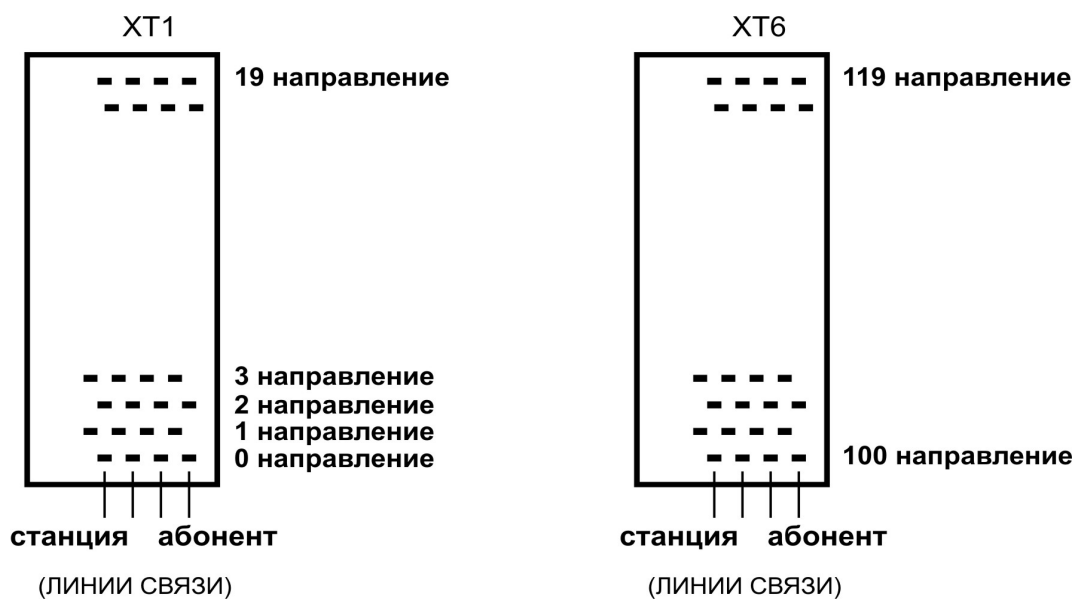 XT1
19 направление
3 направление
2 направление
1 направление
0 направление
станция абонент
(ЛИНИИ СВЯЗИ)
XT6
119 направление
100 направление
станция абонент
(ЛИНИИ СВЯЗИ)